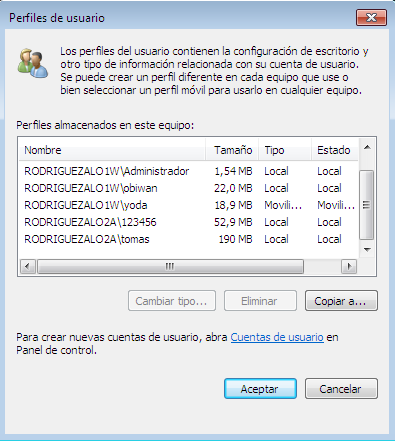 Perfiles de usuario
Los perfiles del usuario contienen la configuración de escritorio y
otro tipo de información relacionada con su cuenta de usuario.
Se puede crear un perfil diferente en cada equipo que use o
bien seleccionar un perfil móvil para usarlo en cualquier equipo.
Perfiles almacenados en este equipo:
Nombre Tamaño Tipo Estado
RODRIGUEZALO1W\Administrador 1,54 MB Local Local
RODRIGUEZALO1W\obiwan 22,0 MB Local Local
RODRIGUEZALO1W\yoda 18,9 MB Movili... Movili...
RODRIGUEZALO2A\123456 52,9 MB Local Local
RODRIGUEZALO2A\tomas 190 MB Local Local
Cambiar tipo... Eliminar Copiar a...
Para crear nuevas cuentas de usuario, abra Cuentas de usuario en
Panel de control.
Aceptar Cancelar